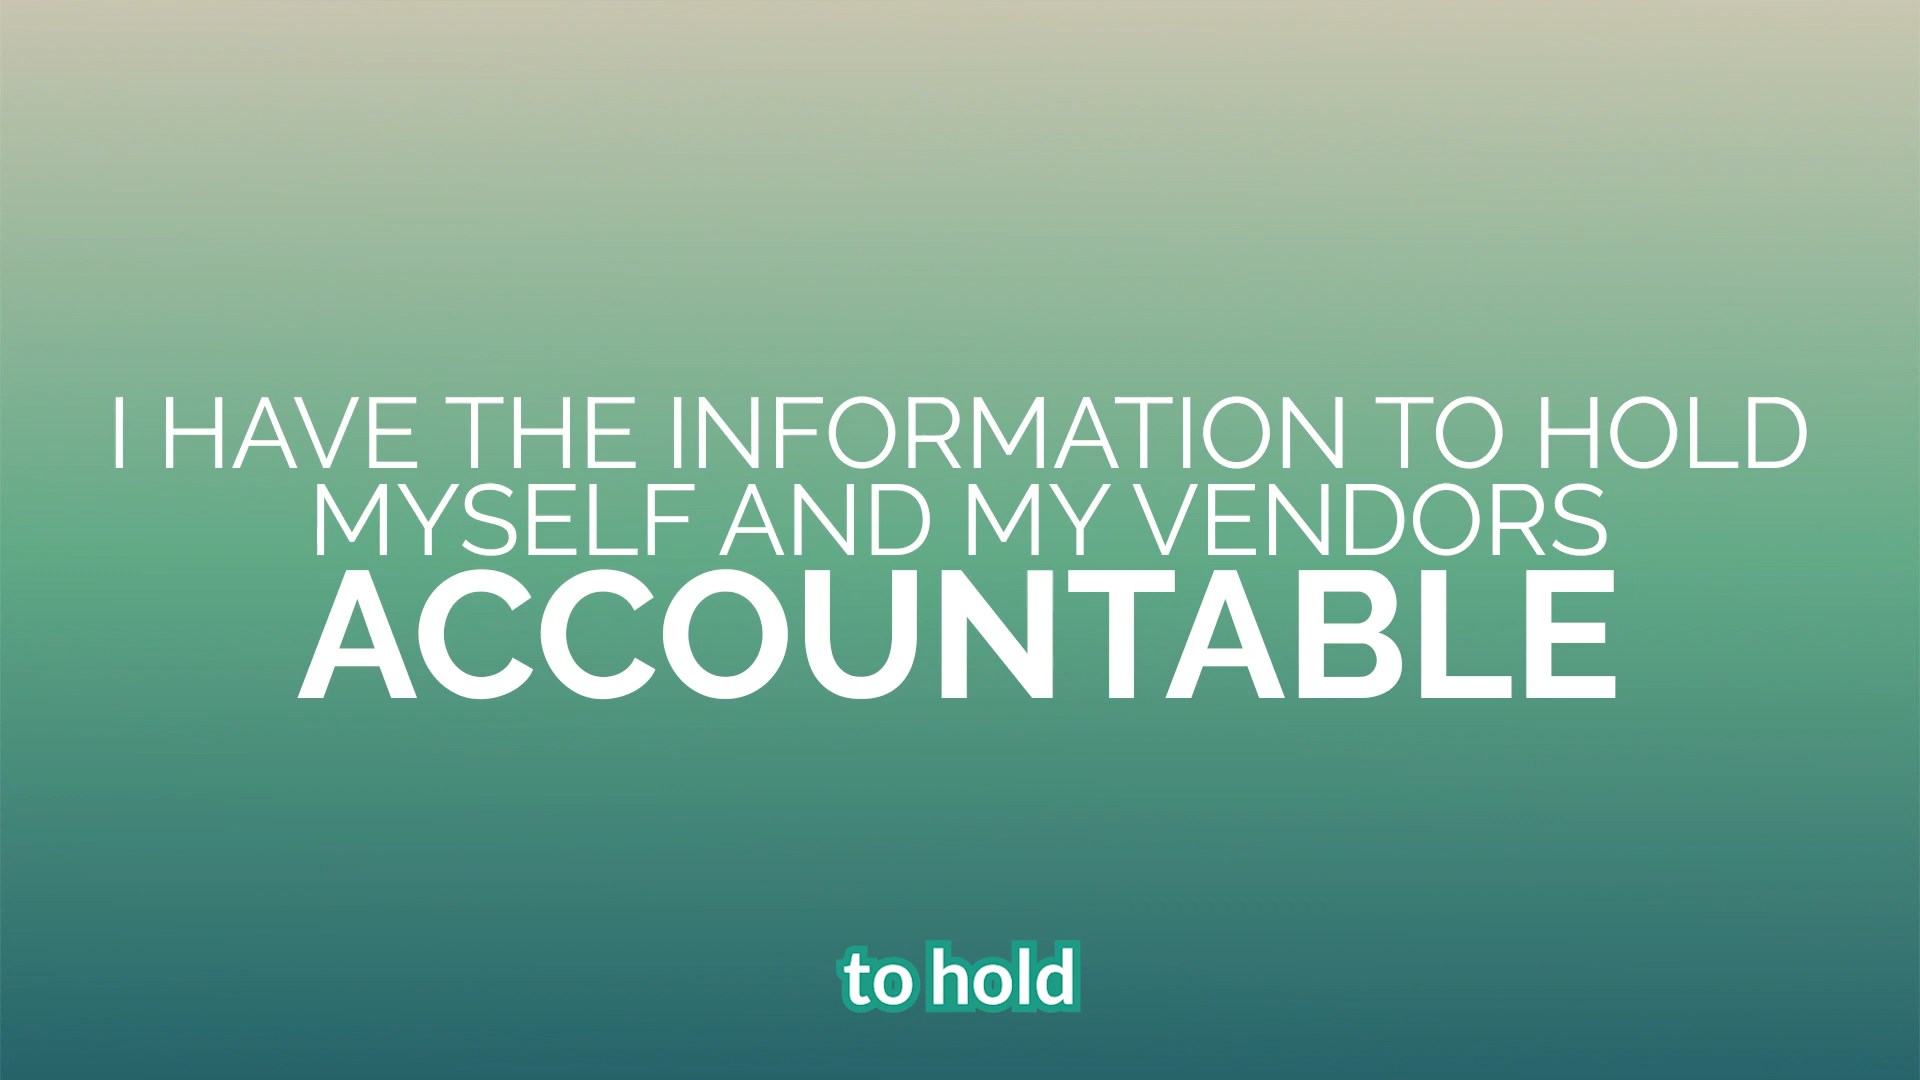 I HAVE THE INFORMATION TO HOLD
MYSELF AND MY VENDORS
ACCOUNTABLE
to hold